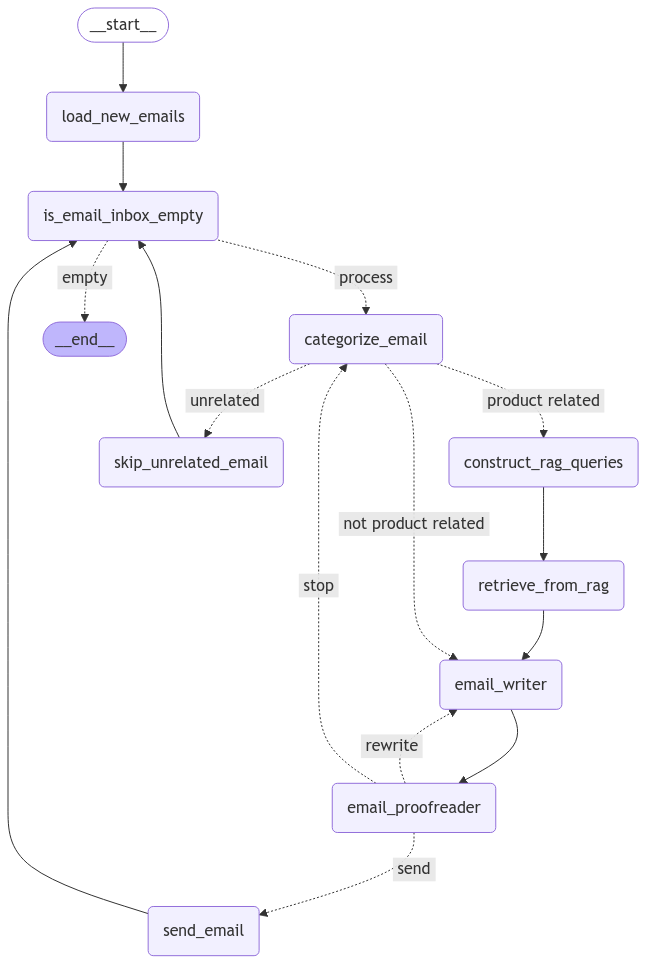 __start__
load_new_emails
is_email_inbox_empty
empty
process
__end__
categorize_email
unrelated
product related
skip_unrelated_email
construct_rag_queries
not product related
stop
retrieve_from_rag
email_writer
rewrite
email_proofreader
send
send_email